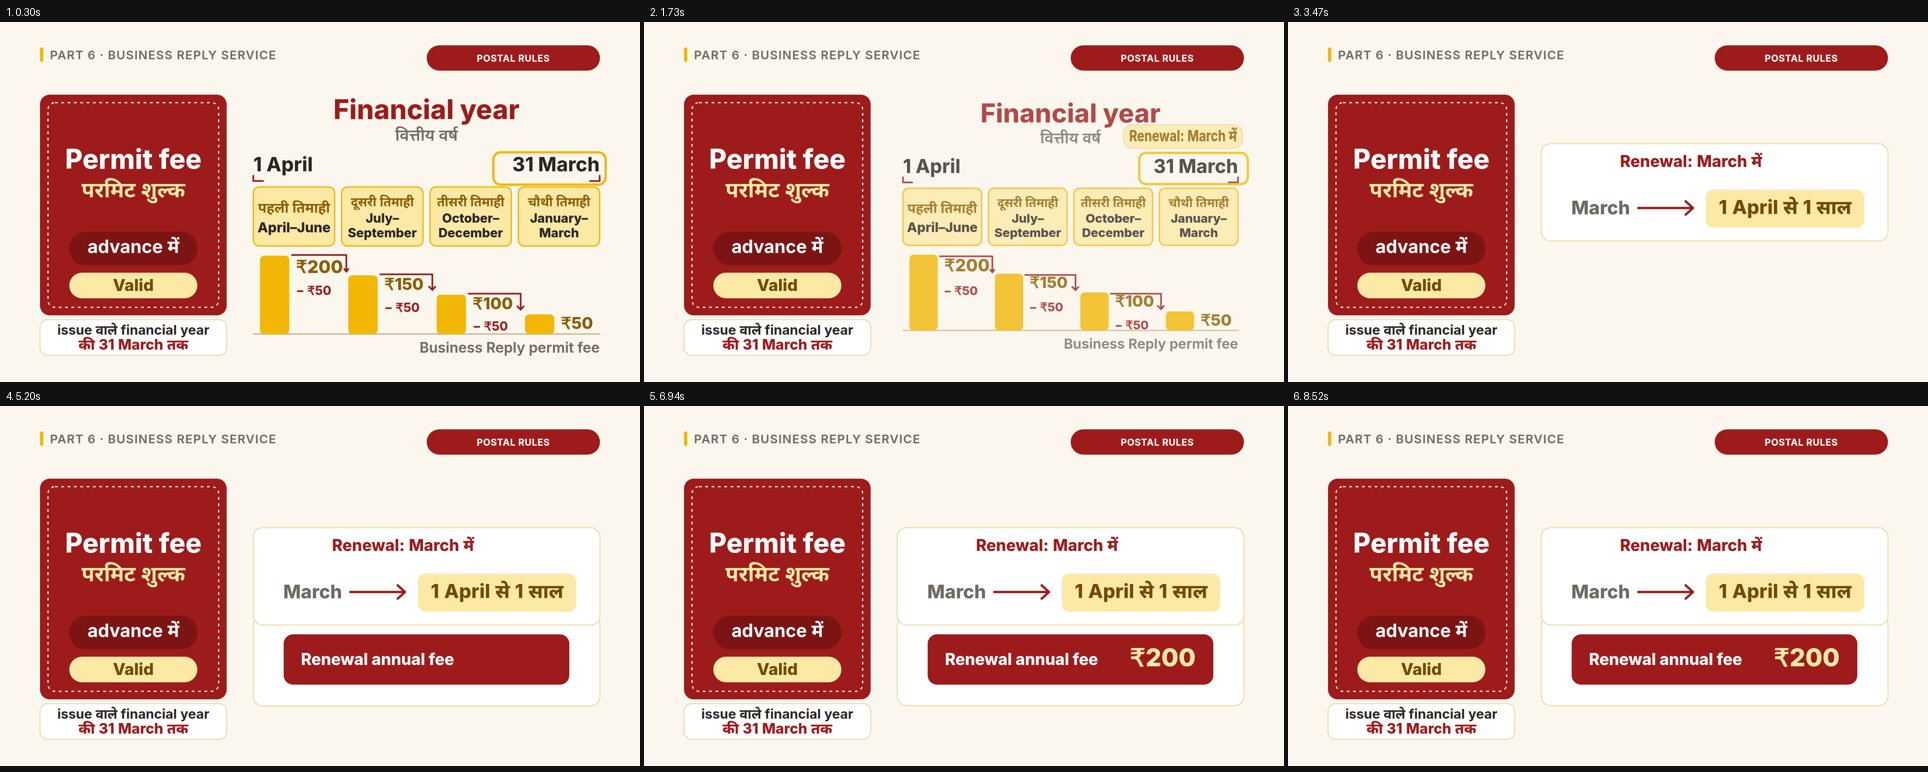 1. 0.30s
PART 6 · BUSINESS REPLY SERVICE
POSTAL RULES
Permit fee
परमिट शुल्क
advance में
Valid
issue वाले financial year
की 31 March तक
Financial year
वित्तीय वर्ष
1 April
31 March
पहली तिमाही
April–June
दूसरी तिमाही
July–
September
तीसरी तिमाही
October–
December
चौथी तिमाही
January–
March
₹200
– ₹50
₹150
– ₹50
₹100
– ₹50
₹50
Business Reply permit fee
2. 1.73s
PART 6 · BUSINESS REPLY SERVICE
POSTAL RULES
Permit fee
परमिट शुल्क
advance में
Valid
issue वाले financial year
की 31 March तक
Financial year
वित्तीय वर्ष
Renewal: March में
1 April
31 March
पहली तिमाही
April–June
दूसरी तिमाही
July–
September
तीसरी तिमाही
October–
December
चौथी तिमाही
January–
March
₹200
– ₹50
₹150
– ₹50
₹100
– ₹50
₹50
Business Reply permit fee
3. 3.47s
PART 6 · BUSINESS REPLY SERVICE
POSTAL RULES
Permit fee
परमिट शुल्क
advance में
Valid
issue वाले financial year
की 31 March तक
Renewal: March में
March → 1 April से 1 साल
4. 5.20s
PART 6 · BUSINESS REPLY SERVICE
POSTAL RULES
Permit fee
परमिट शुल्क
advance में
Valid
issue वाले financial year
की 31 March तक
Renewal: March में
March → 1 April से 1 साल
Renewal annual fee
5. 6.94s
PART 6 · BUSINESS REPLY SERVICE
POSTAL RULES
Permit fee
परमिट शुल्क
advance में
Valid
issue वाले financial year
की 31 March तक
Renewal: March में
March → 1 April से 1 साल
Renewal annual fee ₹200
6. 8.52s
PART 6 · BUSINESS REPLY SERVICE
POSTAL RULES
Permit fee
परमिट शुल्क
advance में
Valid
issue वाले financial year
की 31 March तक
Renewal: March में
March → 1 April से 1 साल
Renewal annual fee ₹200